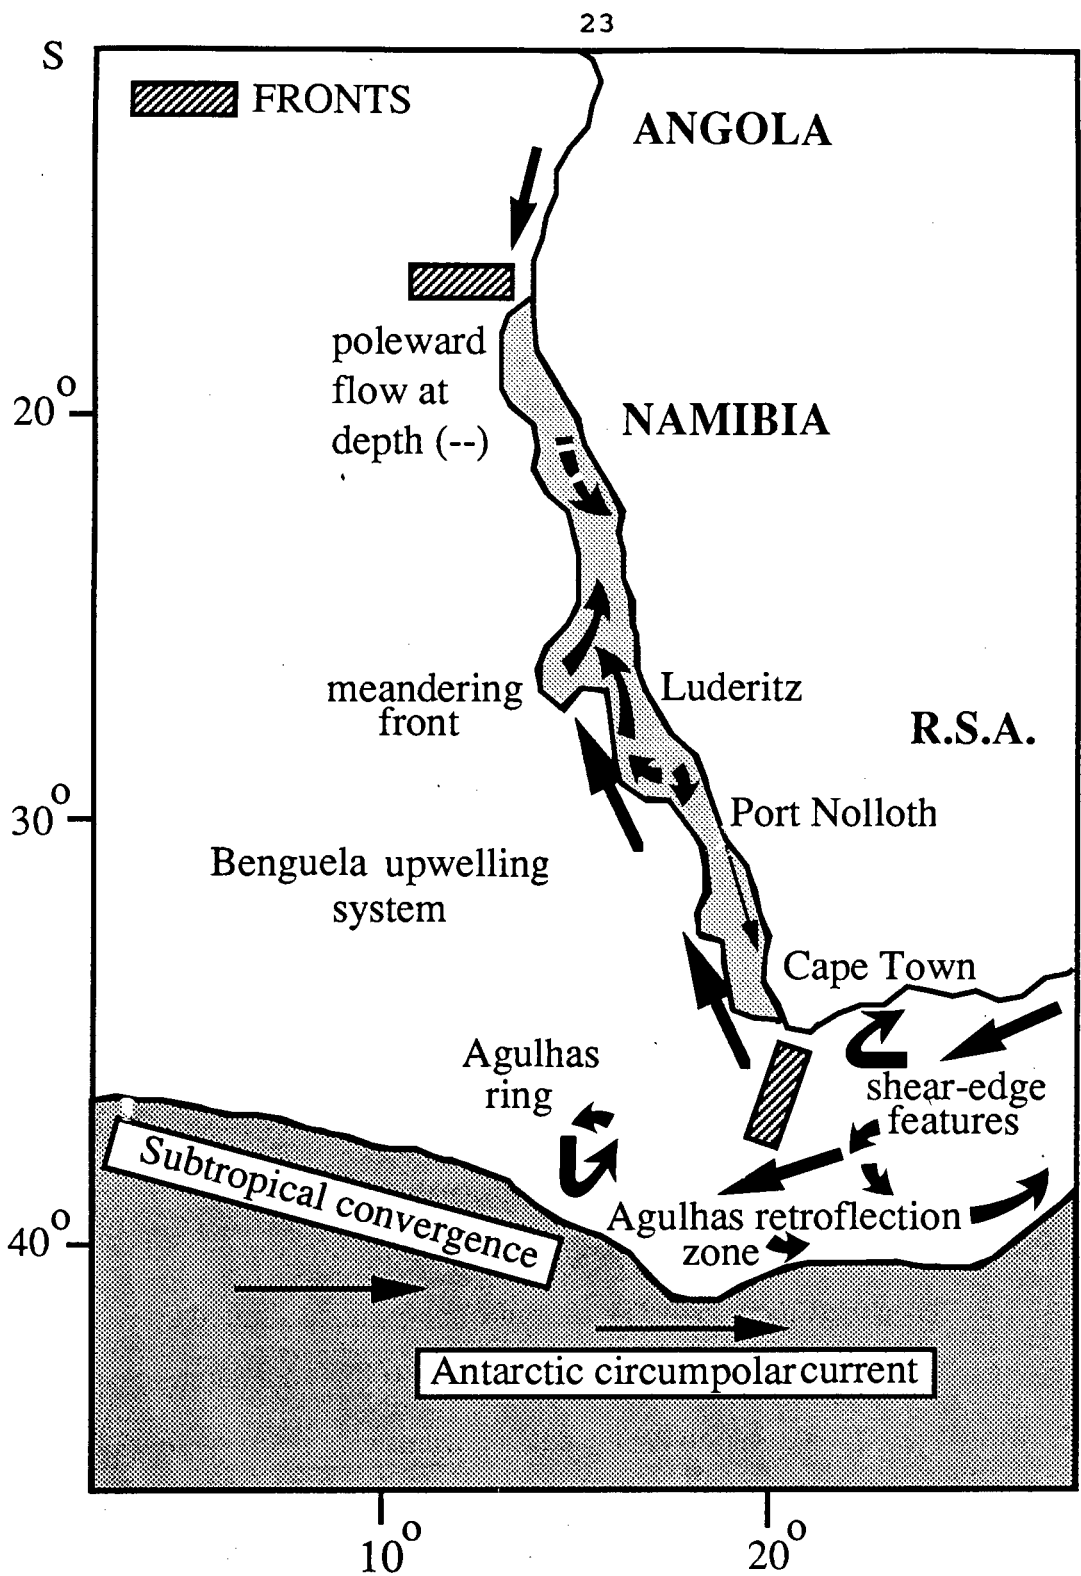 23
S
FRONTS
ANGOLA
poleward
flow at
depth (--)
20°
NAMIBIA
meandering
front
Luderitz
R.S.A.
30°
Port Nolloth
Benguela upwelling
system
Cape Town
Agulhas
ring
shear-edge
features
Subtropical convergence
Agulhas retroflection
zone
40°
Antarctic circumpolar current
10°
20°